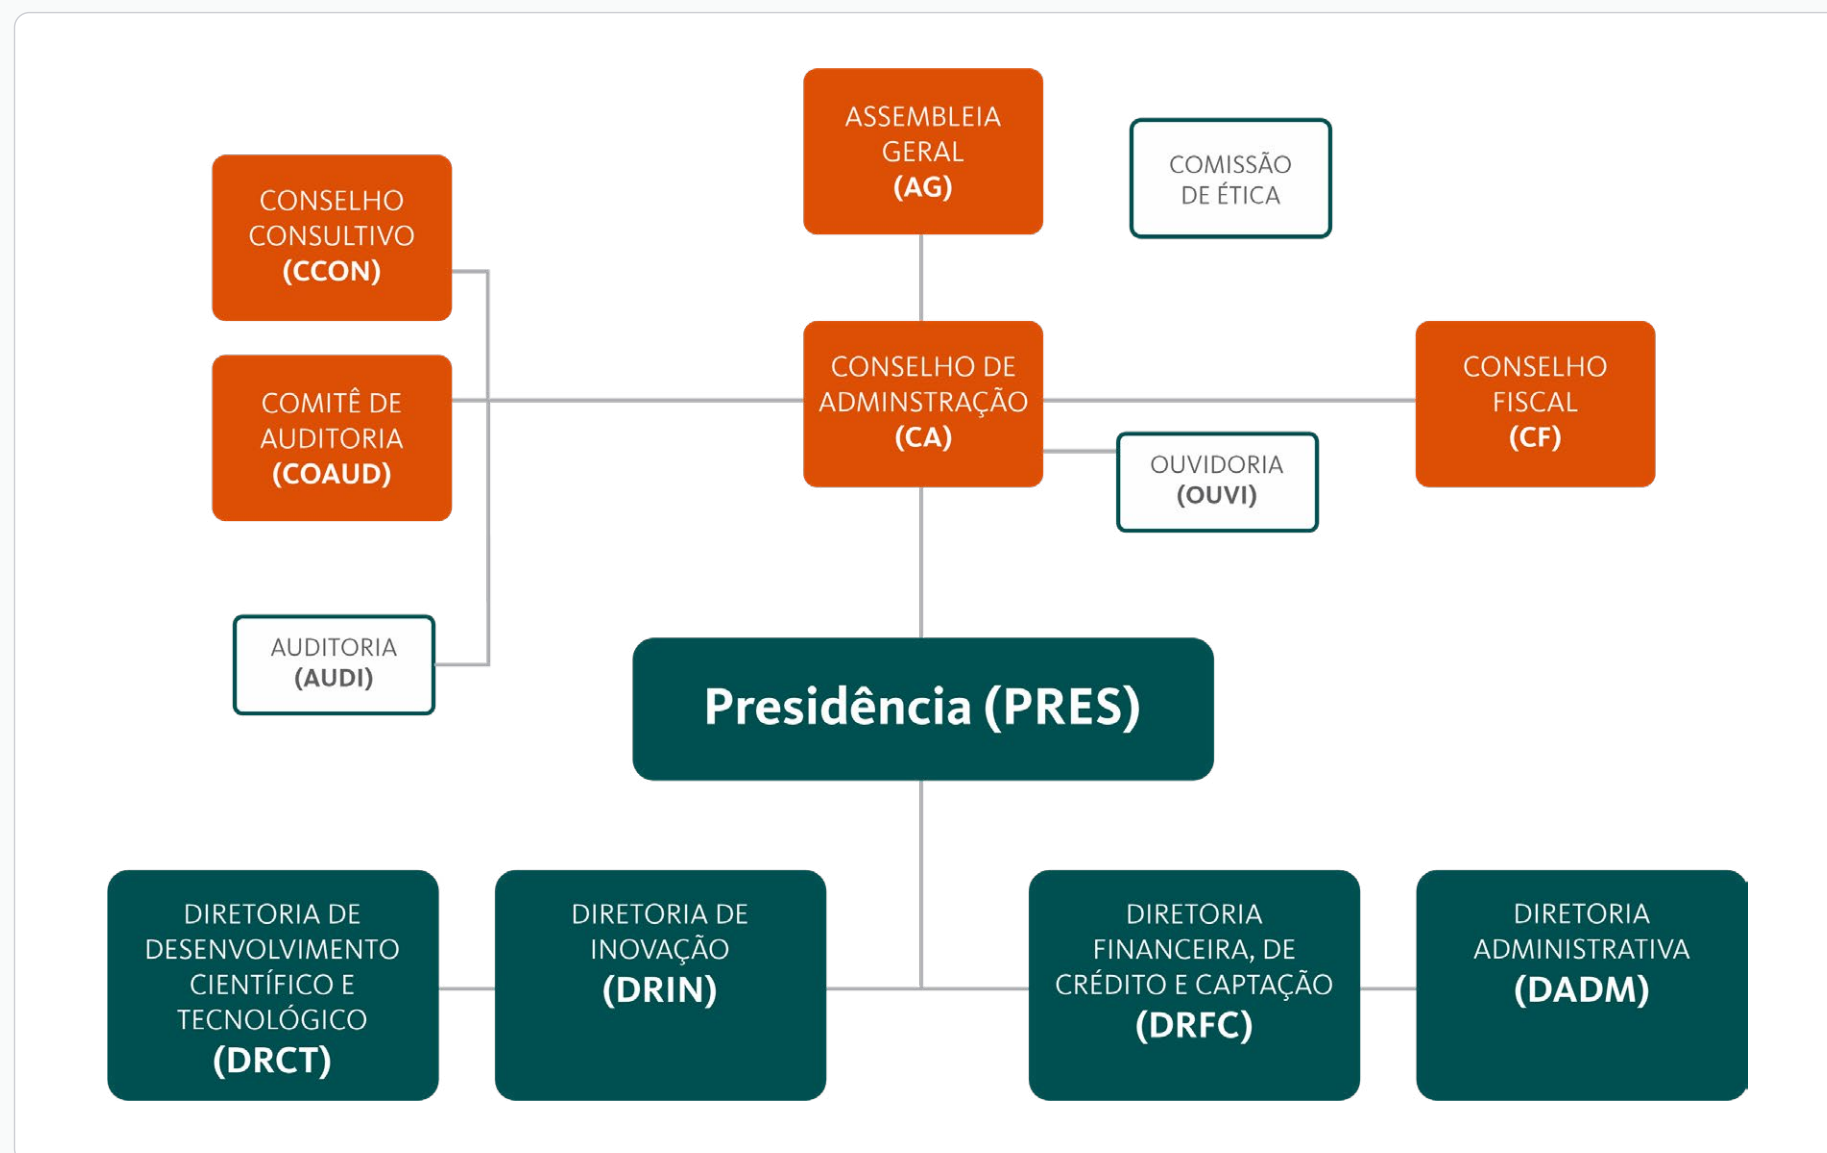 ASSEMBLEIA
GERAL
(AG)
COMISSÃO
DE ÉTICA
CONSELHO
CONSULTIVO
(CCON)
CONSELHO DE
ADMINSTRAÇÃO
(CA)
CONSELHO
FISCAL
(CF)
COMITÊ DE
AUDITORIA
(COAUD)
OUVIDORIA
(OUVI)
AUDITORIA
(AUDI)
Presidência (PRES)
DIRETORIA DE
DESENVOLVIMENTO
CIENTÍFICO E
TECNOLÓGICO
(DRCT)
DIRETORIA DE
INOVAÇÃO
(DRIN)
DIRETORIA
FINANCEIRA, DE
CRÉDITO E CAPTAÇÃO
(DRFC)
DIRETORIA
ADMINISTRATIVA
(DADM)